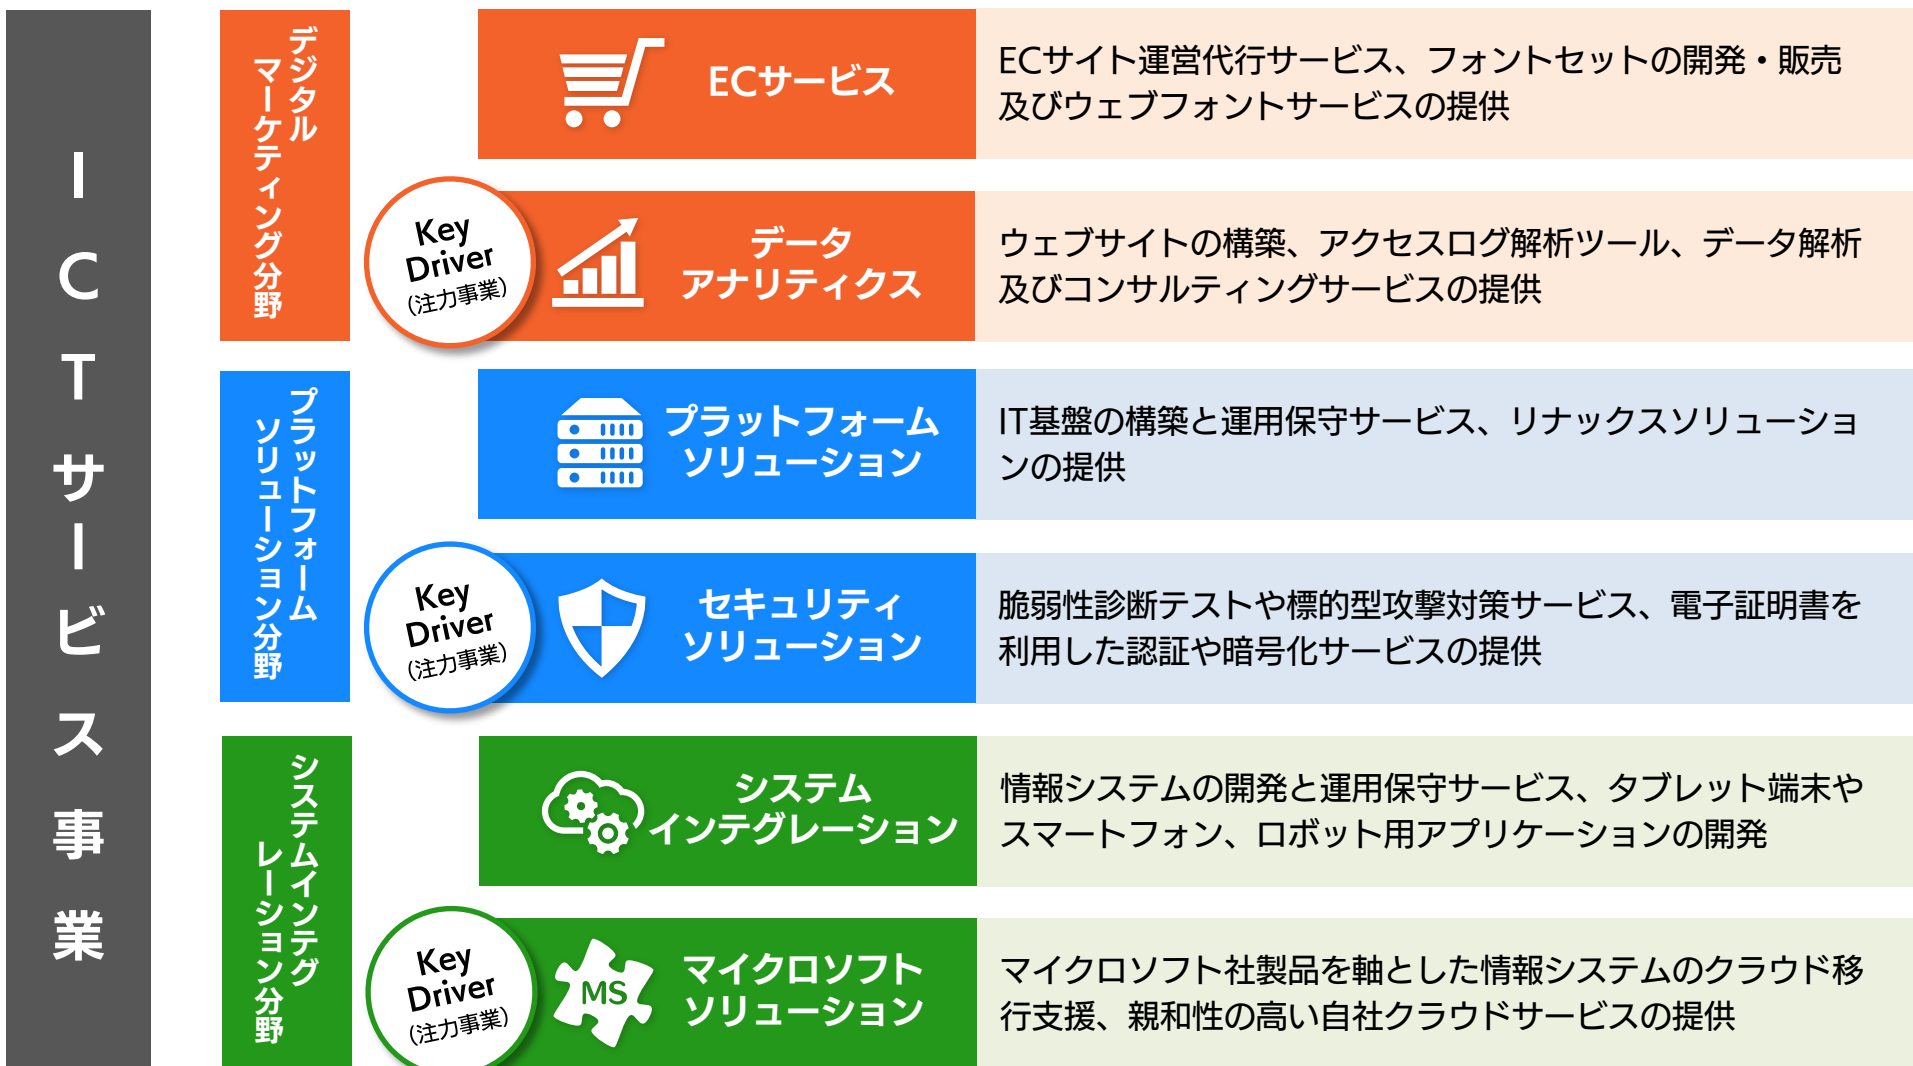 ICTサービス事業
デジタル
マーケティング分野
ECサービス
ECサイト運営代行サービス、フォントセットの開発・販売
及びウェブフォントサービスの提供
Key
Driver
(注力事業)
データ
アナリティクス
ウェブサイトの構築、アクセスログ解析ツール、データ解析
及びコンサルティングサービスの提供
プラットフォーム
ソリューション分野
プラットフォーム
ソリューション
IT基盤の構築と運用保守サービス、リナックスソリューショ
ンの提供
Key
Driver
(注力事業)
セキュリティ
ソリューション
脆弱性診断テストや標的型攻撃対策サービス、電子証明書を
利用した認証や暗号化サービスの提供
システムインテグ
レーション分野
システム
インテグレーション
情報システムの開発と運用保守サービス、タブレット端末や
スマートフォン、ロボット用アプリケーションの開発
Key
Driver
(注力事業)
MS
マイクロソフト
ソリューション
マイクロソフト社製品を軸とした情報システムのクラウド移
行支援、親和性の高い自社クラウドサービスの提供